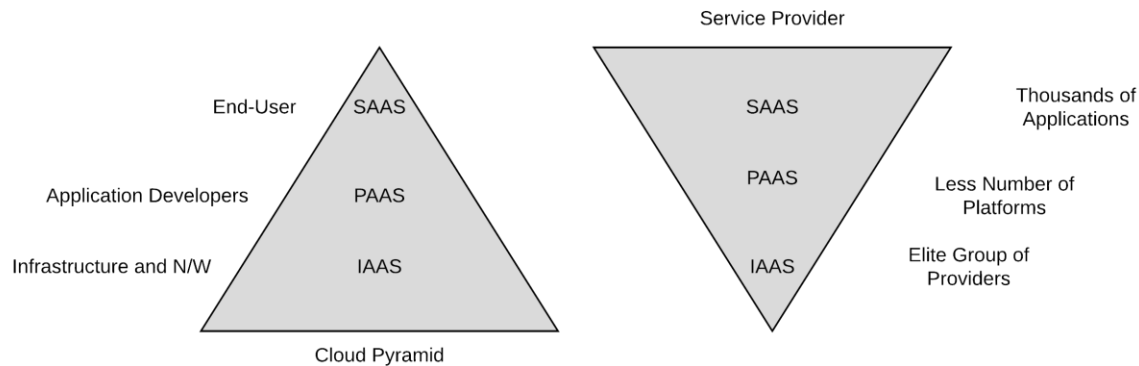 Service Provider
End-User
SAAS
SAAS
Thousands of
Applications
Application Developers
PAAS
PAAS
Less Number of
Platforms
Infrastructure and N/W
IAAS
IAAS
Elite Group of
Providers
Cloud Pyramid